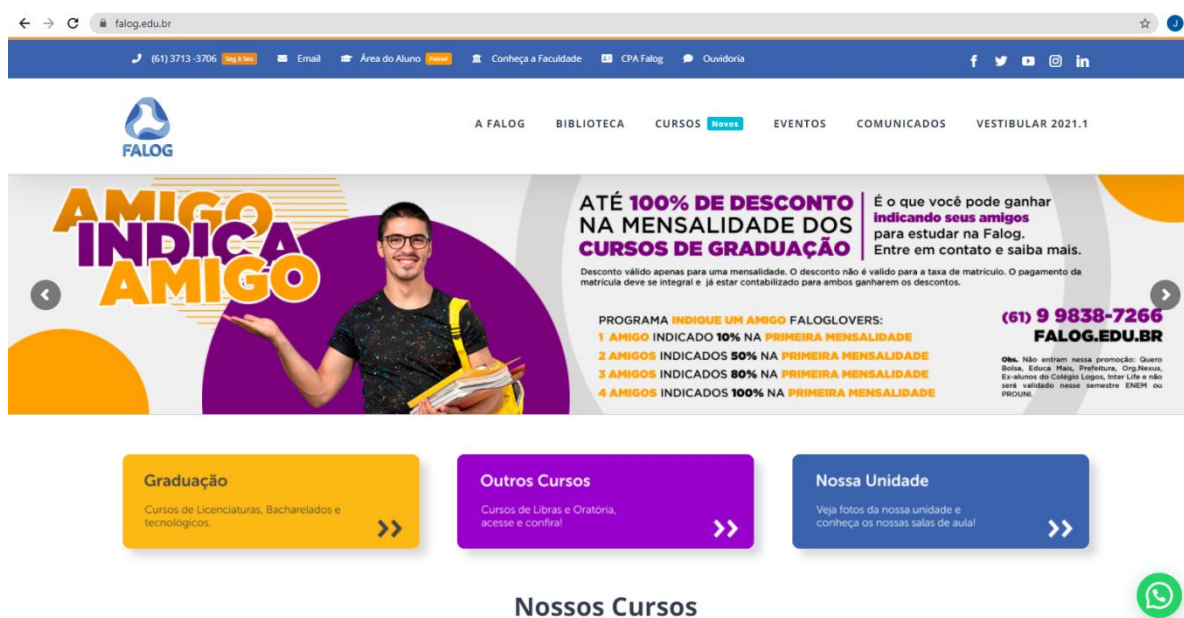 falog.edu.br
J
(61) 3713 -3706 Seg à Sex Email Área do Aluno Painel Conheça a Faculdade CPA Falog Ouvidoria
FALOG
A FALOG BIBLIOTECA CURSOS Novos EVENTOS COMUNICADOS VESTIBULAR 2021.1
AMIGO
INDICA
AMIGO
ATÉ 100% DE DESCONTO
NA MENSALIDADE DOS
CURSOS DE GRADUAÇÃO
É o que você pode ganhar
indicando seus amigos
para estudar na Falog.
Entre em contato e saiba mais.
Desconto válido apenas para uma mensalidade. O desconto não é valido para a taxa de matrículo. O pagamento da
matrícula deve se integral e já estar contabilizado para ambos ganharem os descontos.
PROGRAMA INDIQUE UM AMIGO FALOGLOVERS:
1 AMIGO INDICADO 10% NA PRIMEIRA MENSALIDADE
2 AMIGOS INDICADOS 50% NA PRIMEIRA MENSALIDADE
3 AMIGOS INDICADOS 80% NA PRIMEIRA MENSALIDADE
4 AMIGOS INDICADOS 100% NA PRIMEIRA MENSALIDADE
(61) 9 9838-7266
FALOG.EDU.BR
Obs. Não entram nessa promoção: Quero
Bolsa, Educa Mais, Prefeitura, Org.Nexus,
Ex-alunos do Colégio Logos, Inter Life e não
será validado nesse semestre ENEM ou
PROUNI.
Graduação
Cursos de Licenciaturas, Bacharelados e
tecnológicos.
Outros Cursos
Cursos de Libras e Oratória,
acesse e confira!
Nossa Unidade
Veja fotos da nossa unidade e
conheça os nossas salas de aula!
Nossos Cursos